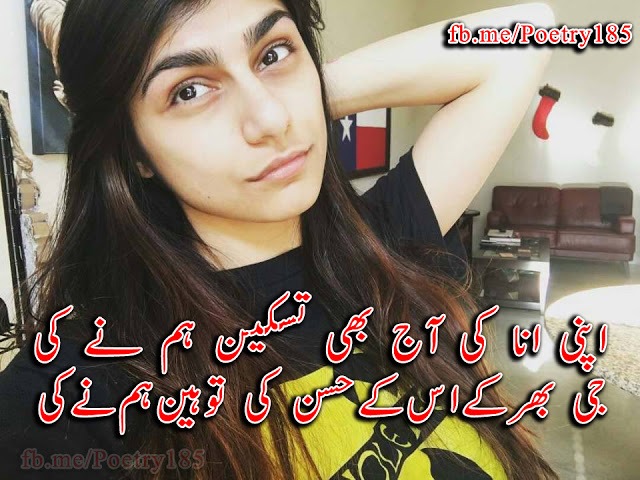 fb.me/Poetry185
اپنی انا کی آج بھی تسکین ہم نے کی
جی بھر کے اس کے حسن کی توہین ہم نے کی
fb.me/Poetry185